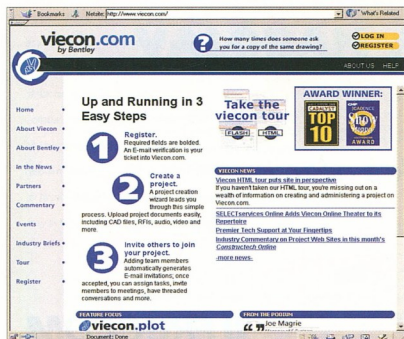 Bookmarks Netsite: http://www.viecon.com/ What's Related
viecon.com
by Bentley
How many times does someone ask
you for a copy of the same drawing?
LOG IN
REGISTER
ABOUT US HELP
Home
About Viecon
About Bentley
In the News
Partners
Commentary
Events
Industry Briefs
Tour
Register
Up and Running in 3
Easy Steps
1
Register.
Required fields are bolded.
An E-mail verification is your
ticket into Viecon.com.
2
Create a
project.
A project creation
wizard leads you
through this simple
process. Upload project documents easily,
including CAD files, RFIs, audio, video and
more.
3
Invite others to join
your project.
Adding team members
automatically generates
E-mail invitations; once
accepted, you can assign tasks, invite
members to meetings, have threaded
conversations and more.
Take the
viecon tour
FLASH HTML
AWARD WINNER:
CATALYST
TOP
10
Show
AWARD
VIECON NEWS
Viecon HTML tour puts site in perspective
If you haven't taken our HTML tour, you're missing out on a
wealth of information on creating and administering a project on
Viecon.com.
SELECTservices Online Adds Viecon Online Theater to its
Repertoire
Premier Tech Support at Your Fingertips
Industry Commentary on Project Web Sites in this month's
Constructech Online
-more news-
FEATURE FOCUS
viecon.plot
FROM THE PODIUM
Joe Magrie
Document: Done